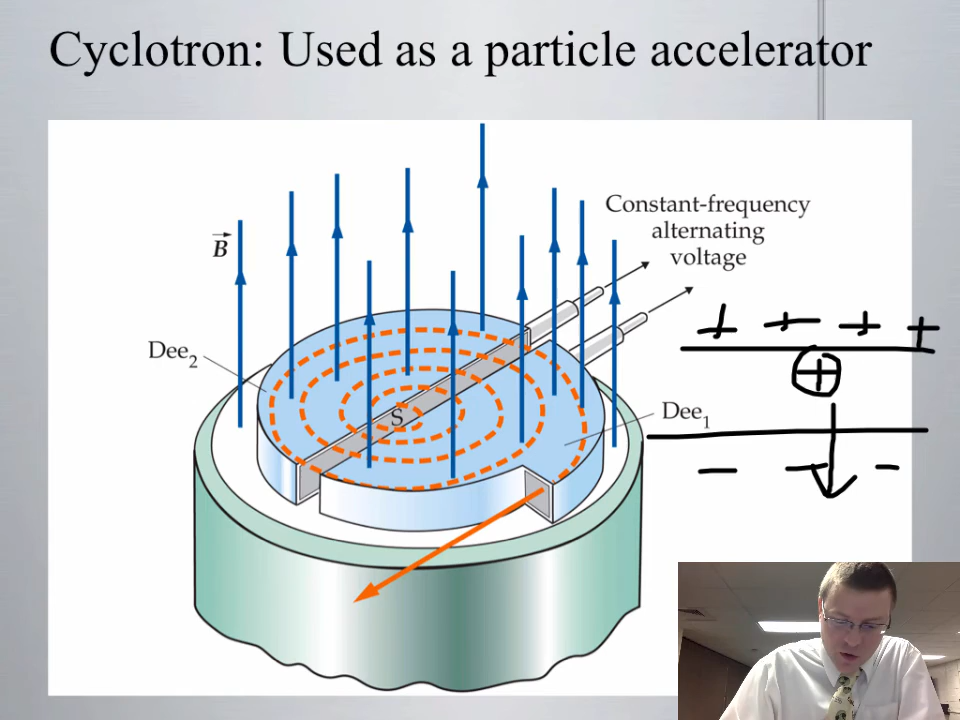 Cyclotron: Used as a particle accelerator
Constant-frequency
alternating
voltage
B
Dee2
S
Dee1
+ + + +
+
- - -